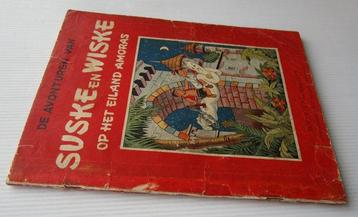 DE AVONTUREN VAN
SUSKE EN WISKE
OP HET EILAND AMORAS